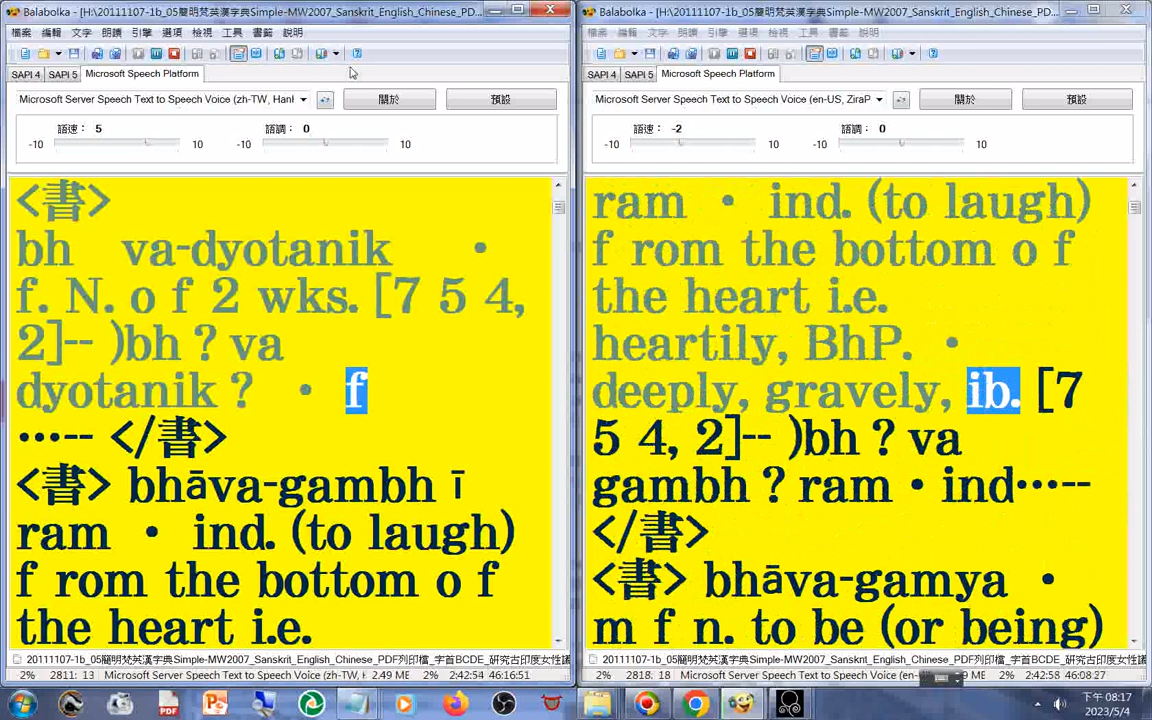 Balabolka - [H:\20111107-1b_05簡明梵英漢字典Simple-MW2007_Sanskrit_English_Chinese_PD...
檔案 編輯 文字 朗讀 引擎 選項 檢視 工具 書籤 說明
SAPI 4 SAPI 5 Microsoft Speech Platform
Microsoft Server Speech Text to Speech Voice (zh-TW, HanH 關於 預設
語速: 5 語調: 0
-10 10 -10 10
<書>
bh va-dyotanik •
f. N. o f 2 wks. [7 5 4,
2]-- )bh ? va
dyotanik ? • f
…-- </書>
<書> bhāva-gambh ī
ram • ind. (to laugh)
f rom the bottom o f
the heart i.e.
20111107-1b_05簡明梵英漢字典Simple-MW2007_Sanskrit_English_Chinese_PDF列印檔_字首BCDE_研究古印度女性議
2% 2811: 13 Microsoft Server Speech Text to Speech Voice (zh-TW, H 2.49 ME 2% 2:42:54 46:16:51
Balabolka - [H:\20111107-1b_05簡明梵英漢字典Simple-MW2007_Sanskrit_English_Chinese_PDF...
檔案 編輯 文字 朗讀 引擎 選項 檢視 工具 書籤 說明
SAPI 4 SAPI 5 Microsoft Speech Platform
Microsoft Server Speech Text to Speech Voice (en-US, ZiraP 關於 預設
語速: -2 語調: 0
-10 10 -10 10
ram • ind. (to laugh)
f rom the bottom o f
the heart i.e.
heartily, BhP. •
deeply, gravely, ib. [7
5 4, 2]-- )bh ? va
gambh ? ram • ind…--
</書>
<書> bhāva-gamya •
m f n. to be (or being)
20111107-1b_05簡明梵英漢字典Simple-MW2007_Sanskrit_English_Chinese_PDF列印檔_字首BCDE_研究古印度女性議
2% 2818: 18 Microsoft Server Speech Text to Speech Voice (en-U 9 ME 2% 2:42:58 46:08:27
PDF
下午 08:17
2023/5/4